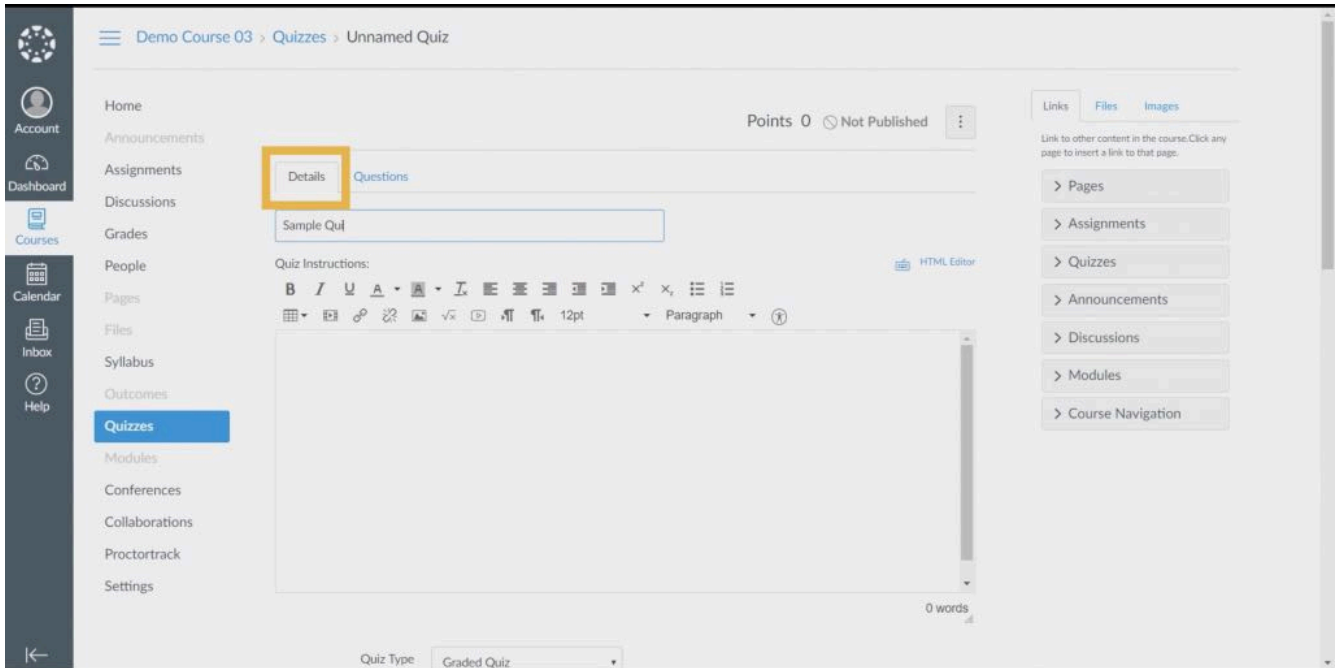 Demo Course 03 > Quizzes > Unnamed Quiz
Account
Dashboard
Courses
Calendar
Inbox
Help
Home
Announcements
Assignments
Discussions
Grades
People
Pages
Files
Syllabus
Outcomes
Quizzes
Modules
Conferences
Collaborations
Proctortrack
Settings
Points 0 Not Published
Details Questions
Sample Qui
Quiz Instructions:
HTML Editor
12pt Paragraph
0 words
Quiz Type Graded Quiz
Links Files Images
Link to other content in the course.Click any
page to insert a link to that page.
> Pages
> Assignments
> Quizzes
> Announcements
> Discussions
> Modules
> Course Navigation